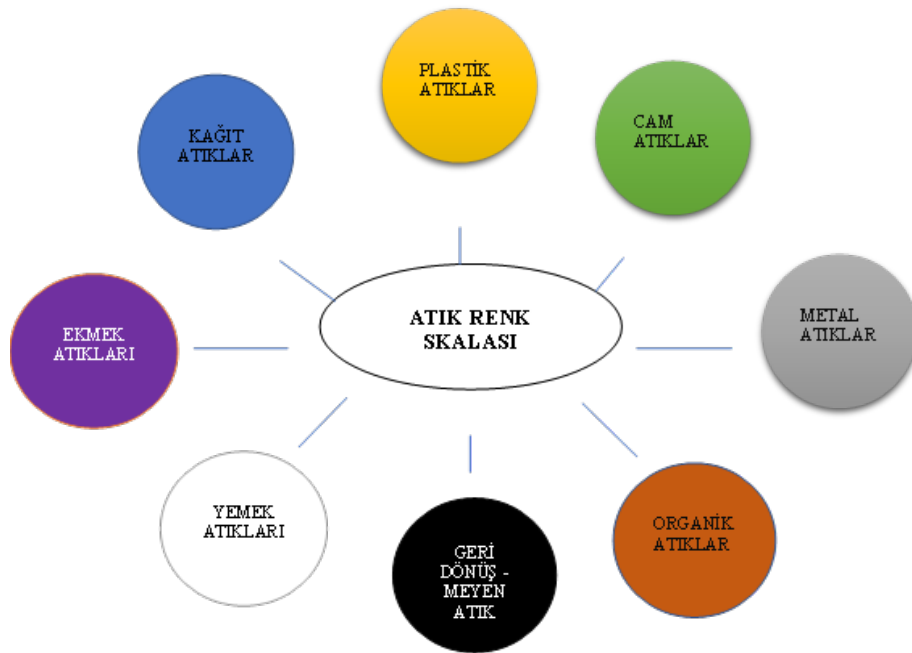 PLASTİK
ATIKLAR
CAM
ATIKLAR
KAĞIT
ATIKLAR
ATIK RENK
SKALASI
METAL
ATIKLAR
EKMEK
ATIKLARI
YEMEK
ATIKLARI
GERİ
DÖNÜŞ -
MEYEN
ATIK
ORGANİK
ATIKLAR